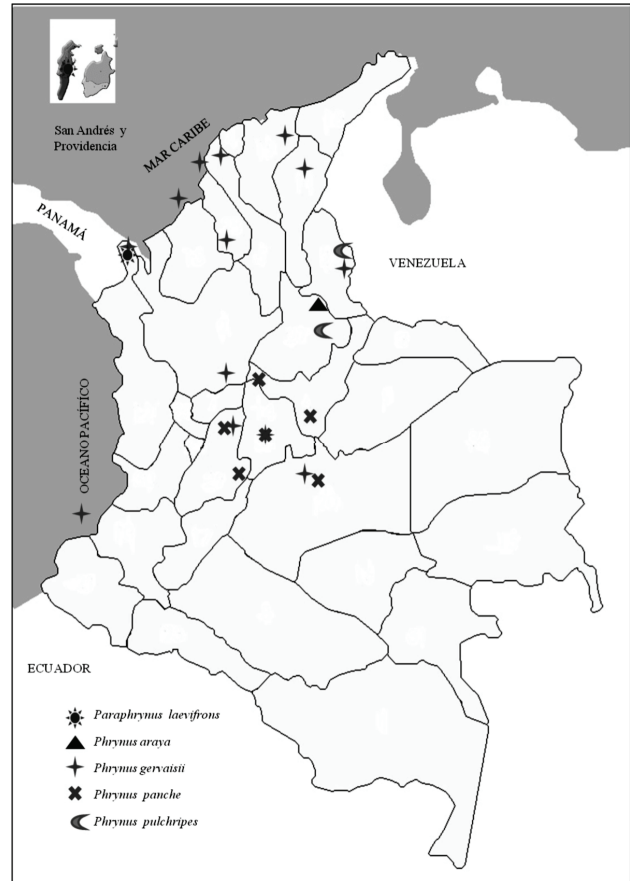 San Andrés y
Providencia
MAR CARIBE
PANAMÁ
VENEZUELA
OCEANO PACÍFICO
ECUADOR
Paraphrynus laevifrons
Phrynus araya
Phrynus gervaisii
Phrynus panche
Phrynus pulchripes